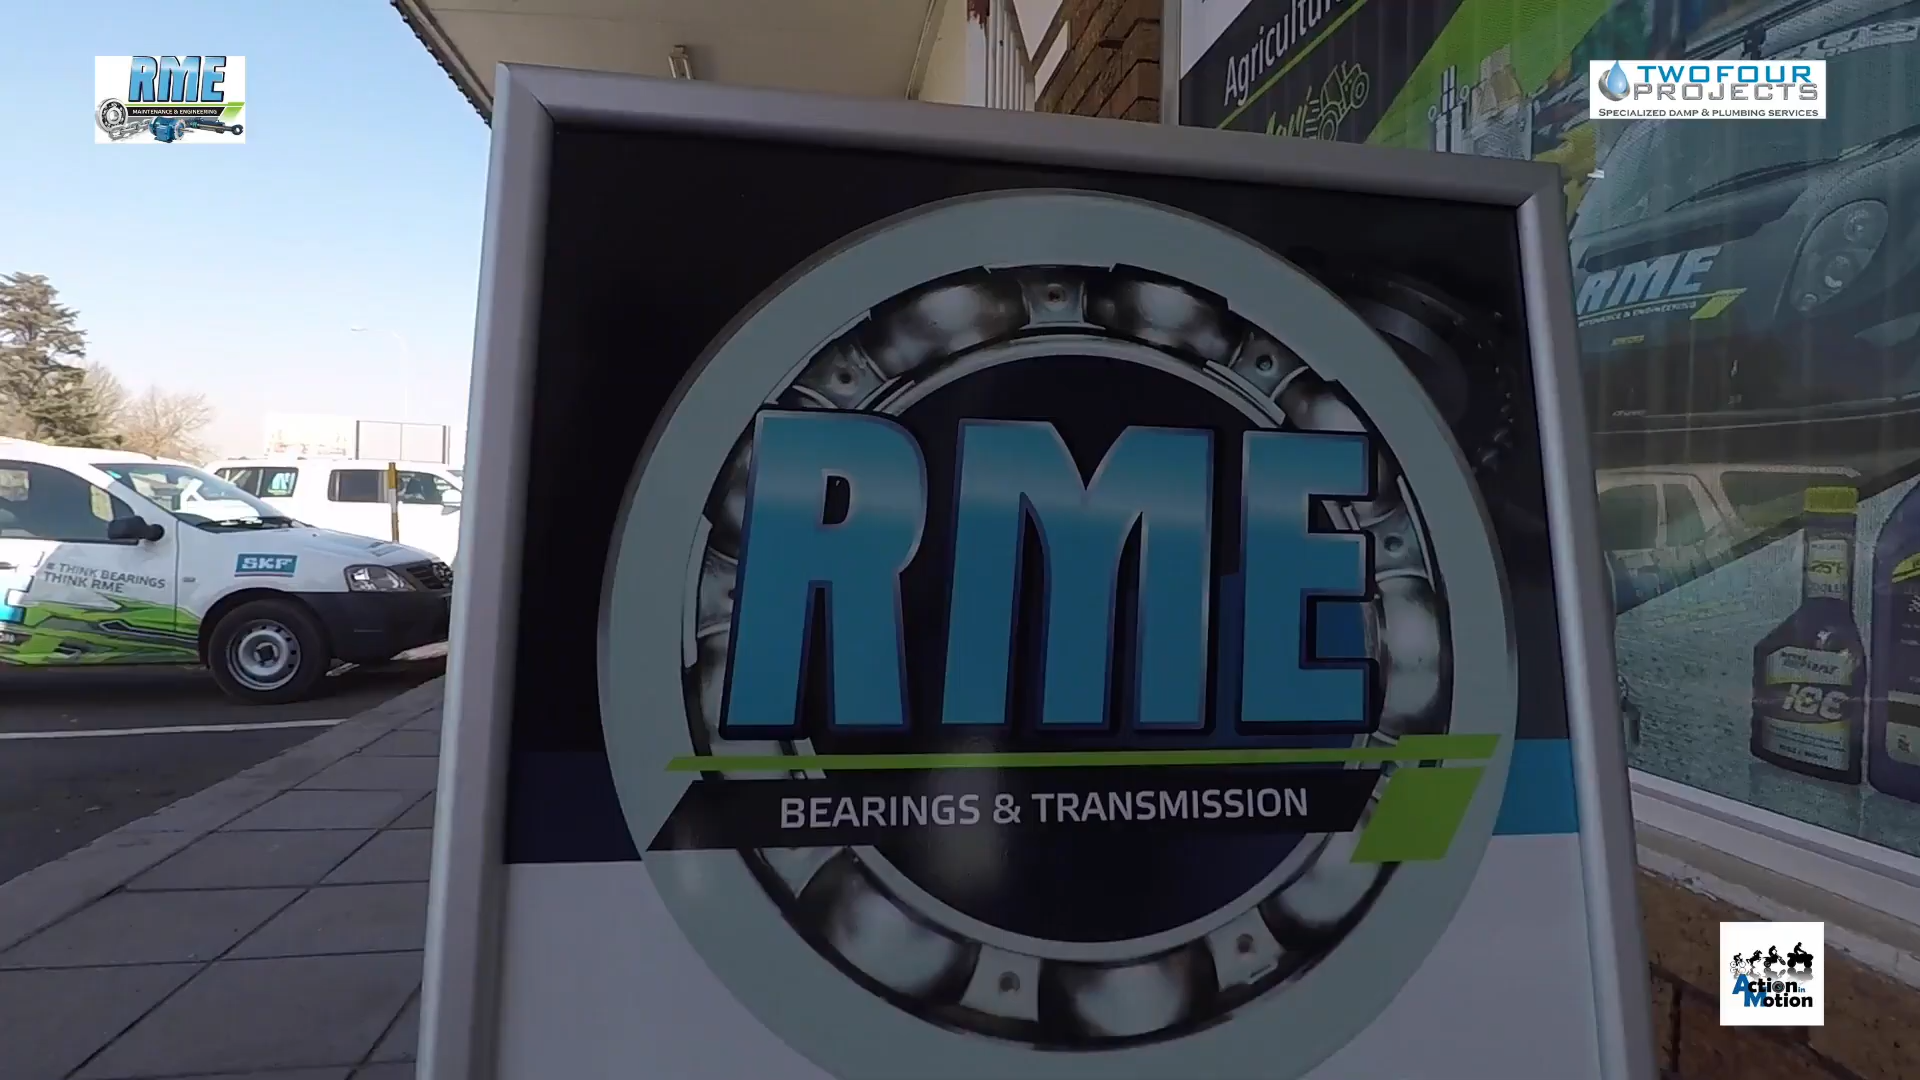 RME
MAINTENANCE & ENGINEERING
TWOFOUR
PROJECTS
SPECIALIZED DAMP & PLUMBING SERVICES
Agricultur
RME
BEARINGS & TRANSMISSION
RME
SKF
# THINK BEARINGS
THINK RME
Action in
Motion